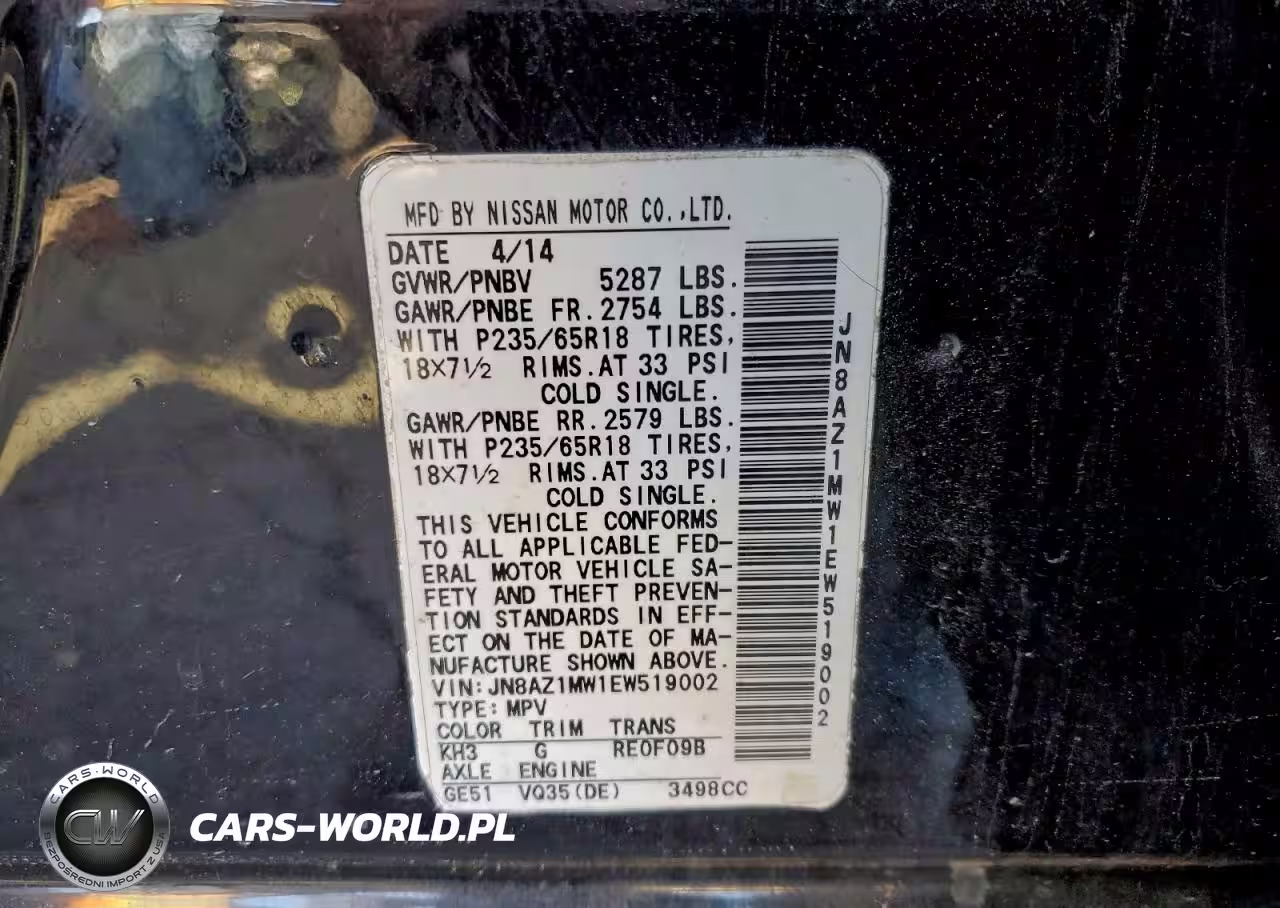 MFD BY NISSAN MOTOR CO.,LTD.
DATE 4/14
GVWR/PNBV 5287 LBS.
GAWR/PNBE FR.2754 LBS.
WITH P235/65R18 TIRES,
18×7½ RIMS.AT 33 PSI
COLD SINGLE.
GAWR/PNBE RR.2579 LBS.
WITH P235/65R18 TIRES,
18×7½ RIMS.AT 33 PSI
COLD SINGLE.
THIS VEHICLE CONFORMS
TO ALL APPLICABLE FED-
ERAL MOTOR VEHICLE SA-
FETY AND THEFT PREVEN-
TION STANDARDS IN EFF-
ECT ON THE DATE OF MA-
NUFACTURE SHOWN ABOVE.
VIN:JN8AZ1MW1EW519002
TYPE:MPV
COLOR TRIM TRANS
KH3 G RE0F09B
AXLE ENGINE
GE51 VQ35(DE) 3498CC
JN8AZ1MW1EW519002
CARS-WORLD
CW
BEZPOŚREDNI IMPORT Z USA
CARS-WORLD.PL